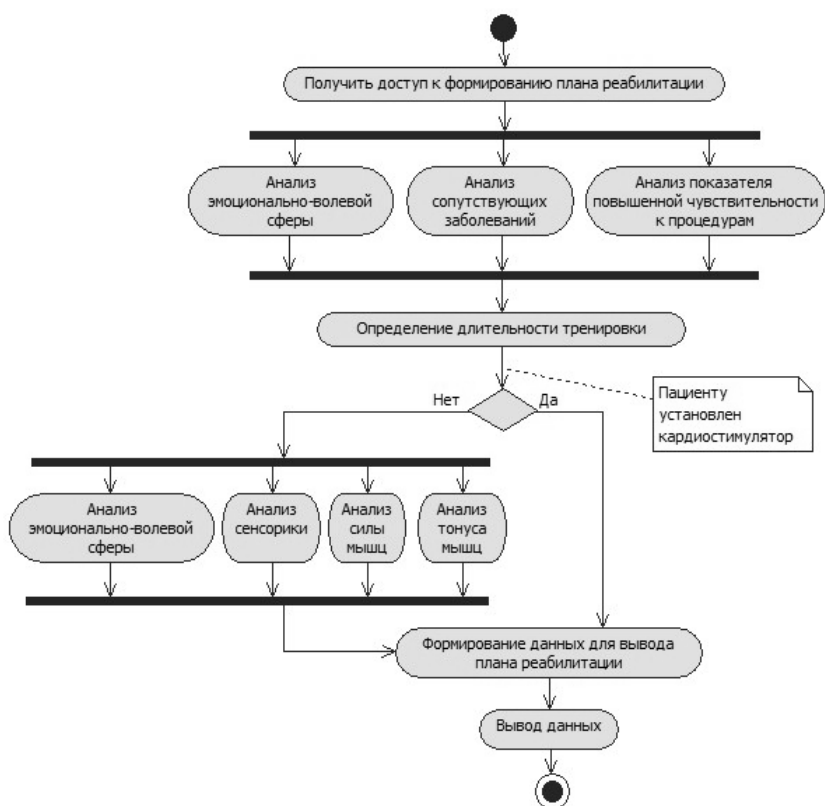 Получить доступ к формированию плана реабилитации
Анализ
эмоционально-волевой
сферы
Анализ
сопутствующих
заболеваний
Анализ показателя
повышенной чувствительности
к процедурам
Определение длительности тренировки
Нет
Да
Пациенту
установлен
кардиостимулятор
Анализ
эмоционально-волевой
сферы
Анализ
сенсорики
Анализ
силы
мышц
Анализ
тонуса
мышц
Формирование данных для вывода
плана реабилитации
Вывод данных